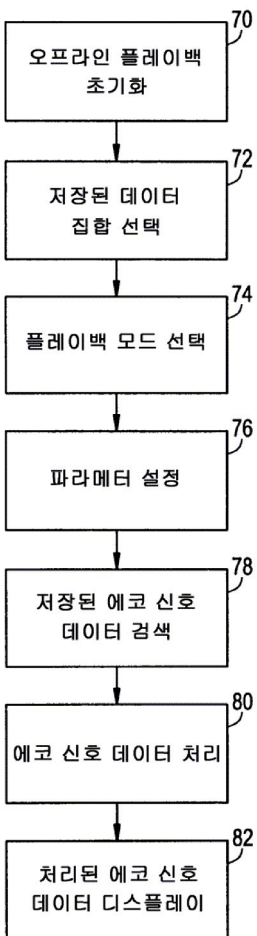 70
오프라인 플레이백
초기화
72
저장된 데이터
집합 선택
74
플레이백 모드 선택
76
파라메터 설정
78
저장된 에코 신호
데이터 검색
80
에코 신호 데이터 처리
82
처리된 에코 신호
데이터 디스플레이